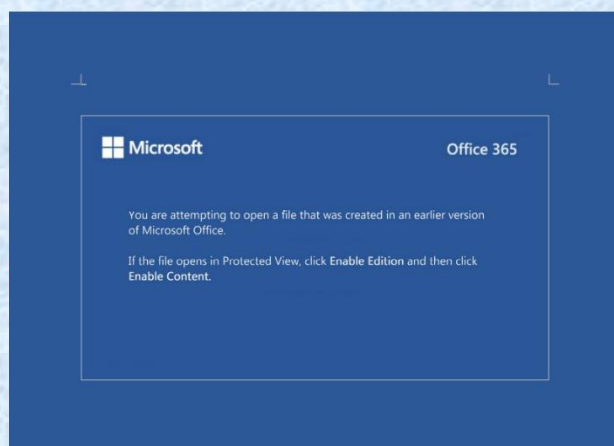 Microsoft
Office 365
You are attempting to open a file that was created in an earlier version
of Microsoft Office.
If the file opens in Protected View, click Enable Edition and then click
Enable Content.